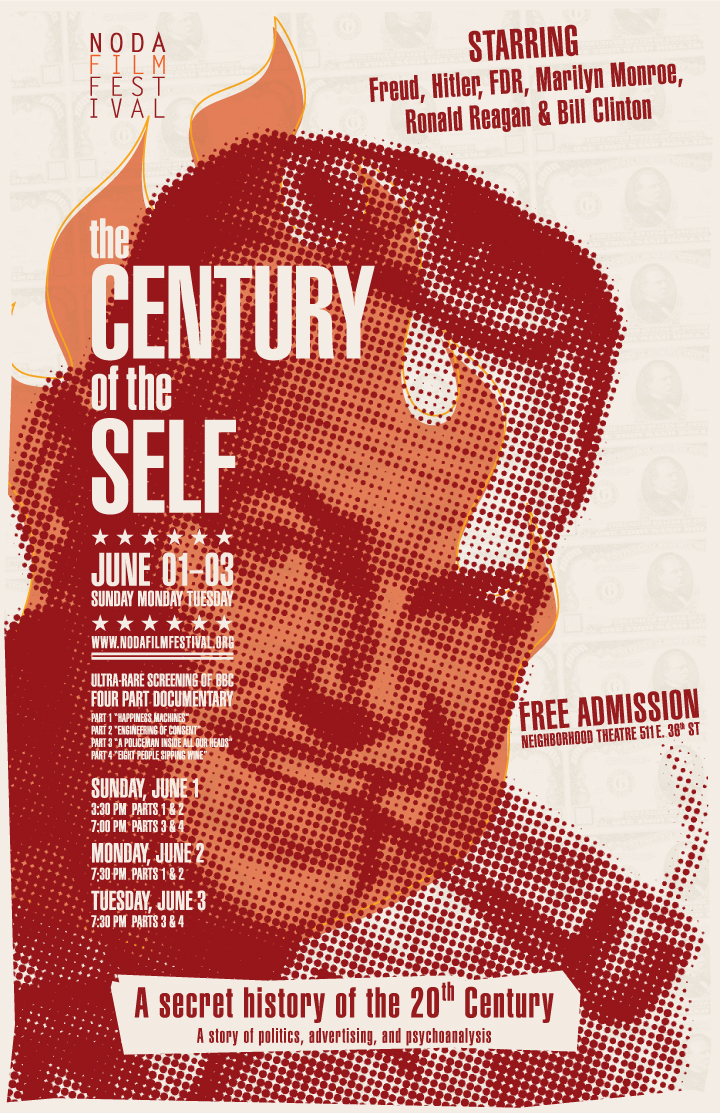 NODA
FILM
FEST
IVAL
STARRING
Freud, Hitler, FDR, Marilyn Monroe,
Ronald Reagan & Bill Clinton
the
CENTURY
of the
SELF
JUNE 01-03
SUNDAY MONDAY TUESDAY
WWW.NODAFILMFESTIVAL.ORG
ULTRA-RARE SCREENING OF BBC
FOUR PART DOCUMENTARY
PART 1 "HAPPINESS MACHINES"
PART 2 "ENGINEERING OF CONSENT"
PART 3 "A POLICEMAN INSIDE ALL OUR HEADS"
PART 4 "EIGHT PEOPLE SIPPING WINE"
SUNDAY, JUNE 1
3:30 PM PARTS 1 & 2
7:00 PM PARTS 3 & 4
MONDAY, JUNE 2
7:30 PM PARTS 1 & 2
TUESDAY, JUNE 3
7:30 PM PARTS 3 & 4
FREE ADMISSION
NEIGHBORHOOD THEATRE 511 E. 36th ST
A secret history of the 20th Century
A story of politics, advertising, and psychoanalysis